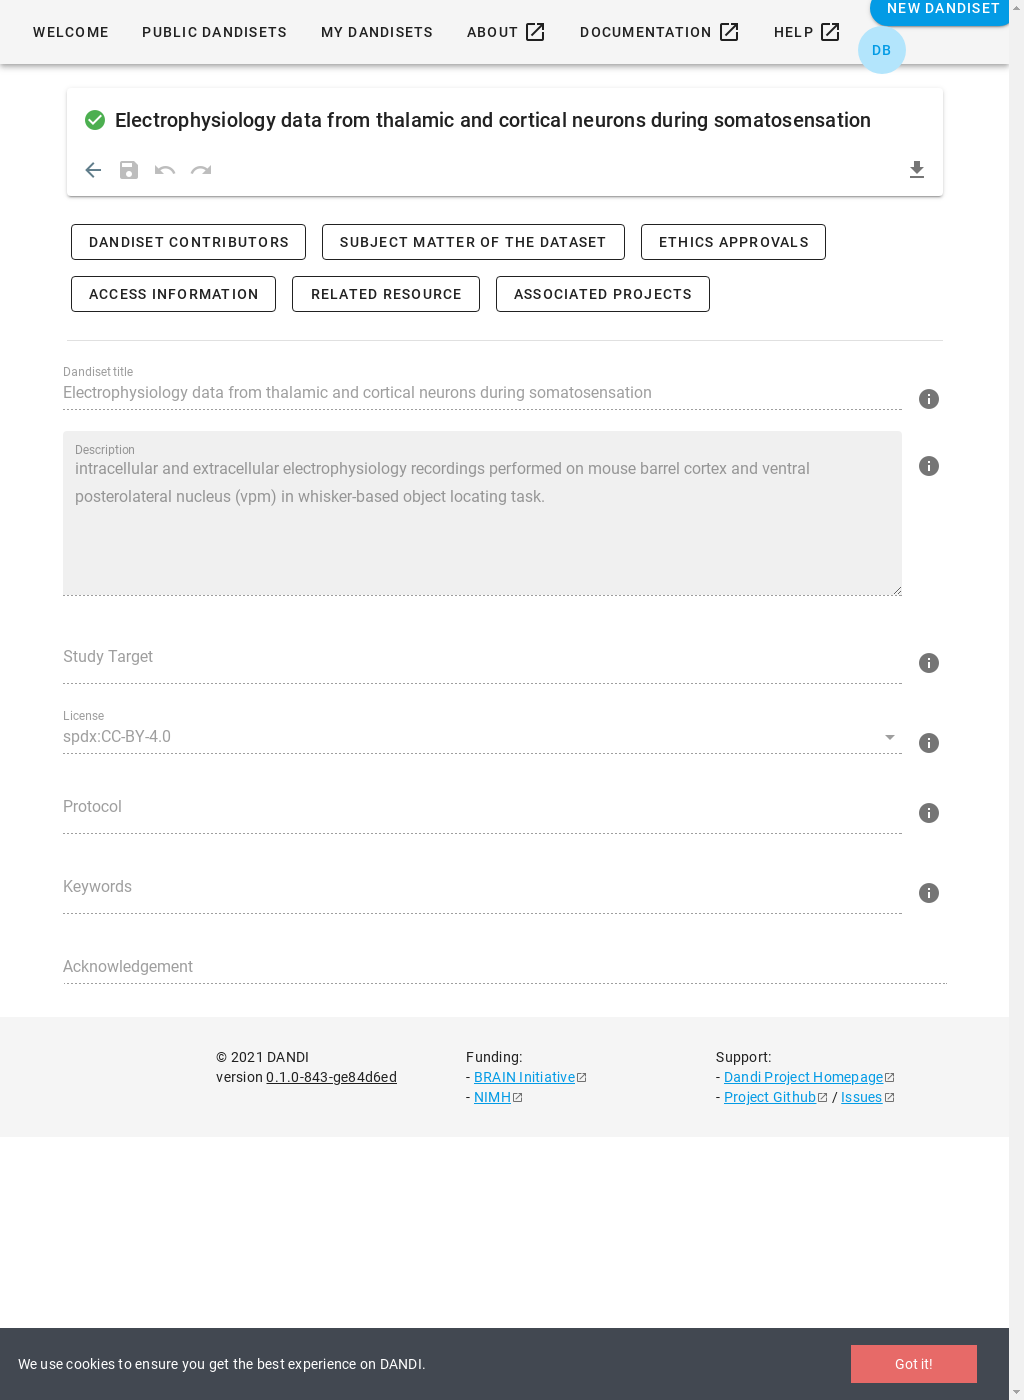 NEW DANDISET
WELCOME PUBLIC DANDISETS MY DANDISETS ABOUT DOCUMENTATION HELP
DB
Electrophysiology data from thalamic and cortical neurons during somatosensation
DANDISET CONTRIBUTORS SUBJECT MATTER OF THE DATASET ETHICS APPROVALS
ACCESS INFORMATION RELATED RESOURCE ASSOCIATED PROJECTS
Dandiset title
Electrophysiology data from thalamic and cortical neurons during somatosensation
Description
intracellular and extracellular electrophysiology recordings performed on mouse barrel cortex and ventral
posterolateral nucleus (vpm) in whisker-based object locating task.
Study Target
License
spdx:CC-BY-4.0
Protocol
Keywords
Acknowledgement
© 2021 DANDI
version 0.1.0-843-ge84d6ed
Funding:
- BRAIN Initiative
- NIMH
Support:
- Dandi Project Homepage
- Project Github / Issues
We use cookies to ensure you get the best experience on DANDI.
Got it!